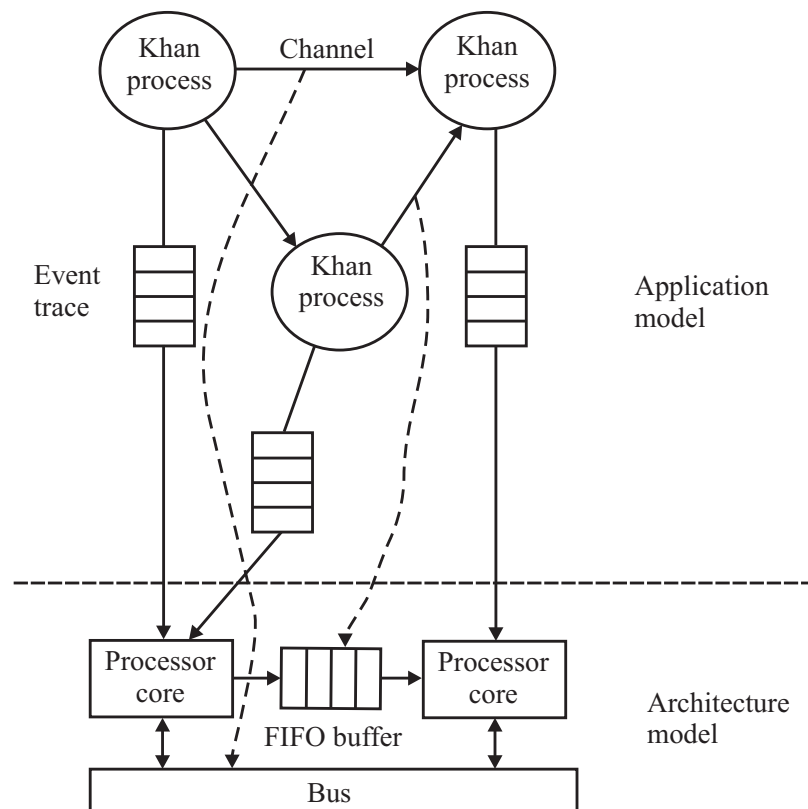 Khan
process
Channel
Khan
process
Event
trace
Khan
process
Application
model
Processor
core
FIFO buffer
Processor
core
Architecture
model
Bus